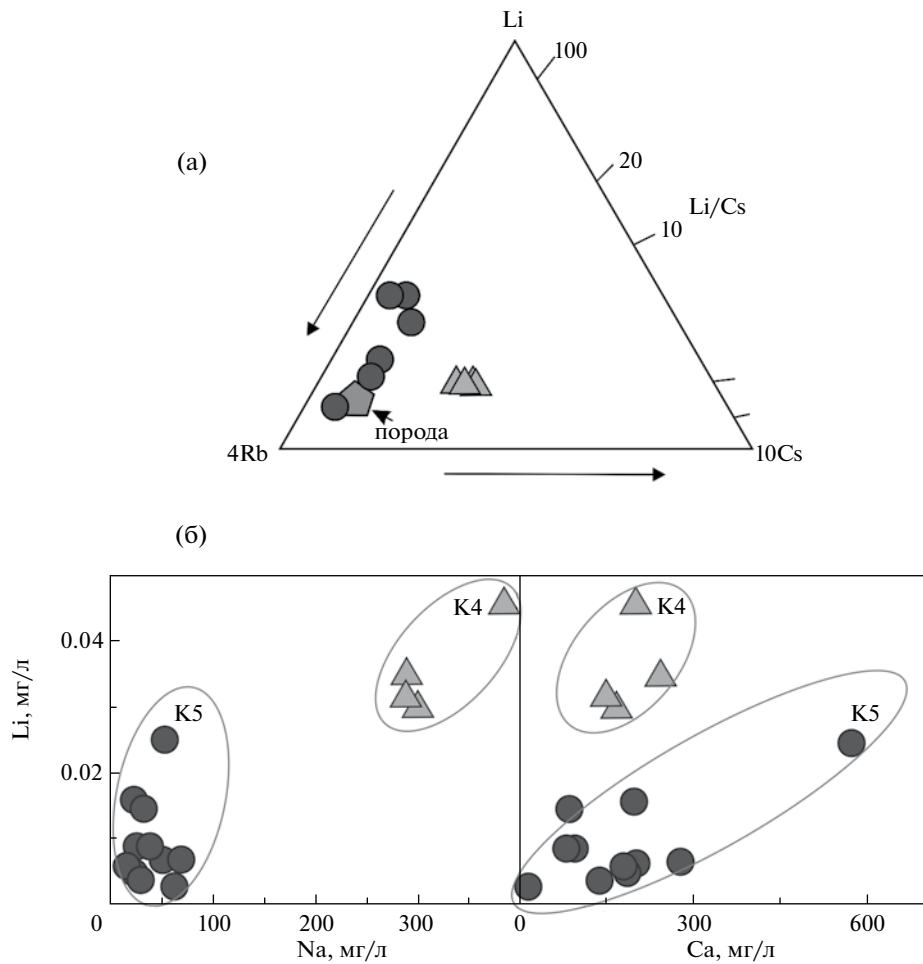 Li
100
(а)
20
Li/Cs
10
порода
4Rb
10Cs
(б)
K4
K4
0.04
Li, мг/л
K5
K5
0.02
0
100
200
300
0
300
600
Na, мг/л
Ca, мг/л